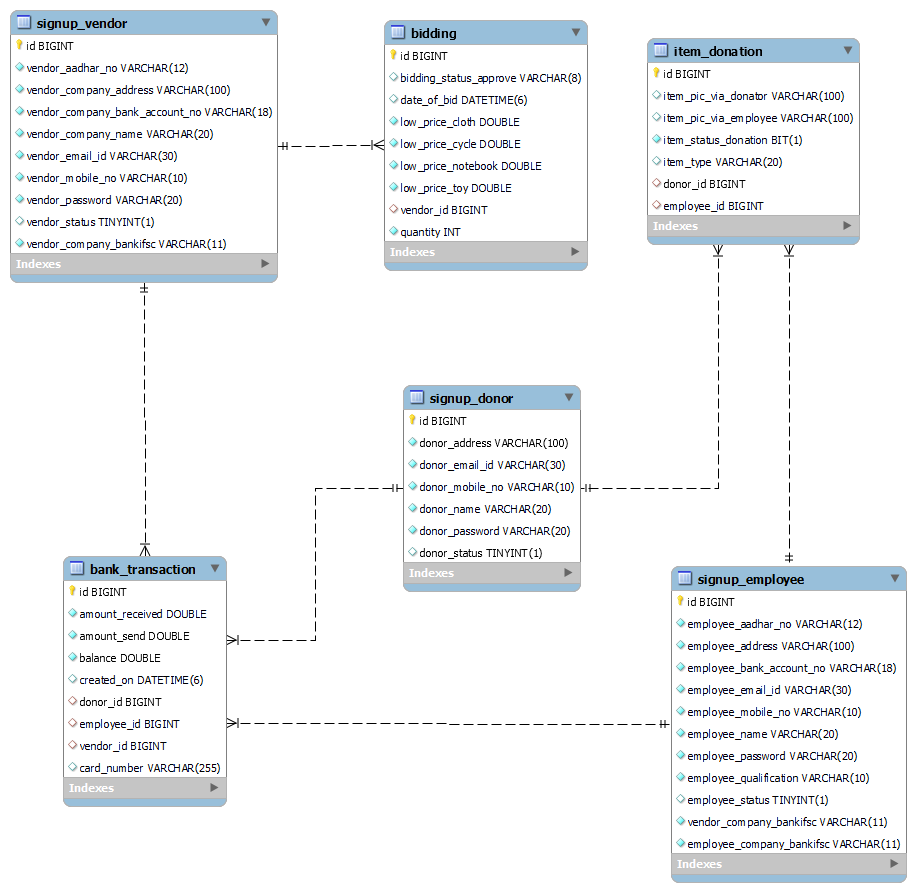 signup_vendor
id BIGINT
vendor_aadhar_no VARCHAR(12)
vendor_company_address VARCHAR(100)
vendor_company_bank_account_no VARCHAR(18)
vendor_company_name VARCHAR(20)
vendor_email_id VARCHAR(30)
vendor_mobile_no VARCHAR(10)
vendor_password VARCHAR(20)
vendor_status TINYINT(1)
vendor_company_bankifsc VARCHAR(11)
Indexes
bidding
id BIGINT
bidding_status_approve VARCHAR(8)
date_of_bid DATETIME(6)
low_price_cloth DOUBLE
low_price_cycle DOUBLE
low_price_notebook DOUBLE
low_price_toy DOUBLE
vendor_id BIGINT
quantity INT
Indexes
item_donation
id BIGINT
item_pic_via_donator VARCHAR(100)
item_pic_via_employee VARCHAR(100)
item_status_donation BIT(1)
item_type VARCHAR(20)
donor_id BIGINT
employee_id BIGINT
Indexes
signup_donor
id BIGINT
donor_address VARCHAR(100)
donor_email_id VARCHAR(30)
donor_mobile_no VARCHAR(10)
donor_name VARCHAR(20)
donor_password VARCHAR(20)
donor_status TINYINT(1)
Indexes
bank_transaction
id BIGINT
amount_received DOUBLE
amount_send DOUBLE
balance DOUBLE
created_on DATETIME(6)
donor_id BIGINT
employee_id BIGINT
vendor_id BIGINT
card_number VARCHAR(255)
Indexes
signup_employee
id BIGINT
employee_aadhar_no VARCHAR(12)
employee_address VARCHAR(100)
employee_bank_account_no VARCHAR(18)
employee_email_id VARCHAR(30)
employee_mobile_no VARCHAR(10)
employee_name VARCHAR(20)
employee_password VARCHAR(20)
employee_qualification VARCHAR(10)
employee_status TINYINT(1)
vendor_company_bankifsc VARCHAR(11)
employee_company_bankifsc VARCHAR(11)
Indexes